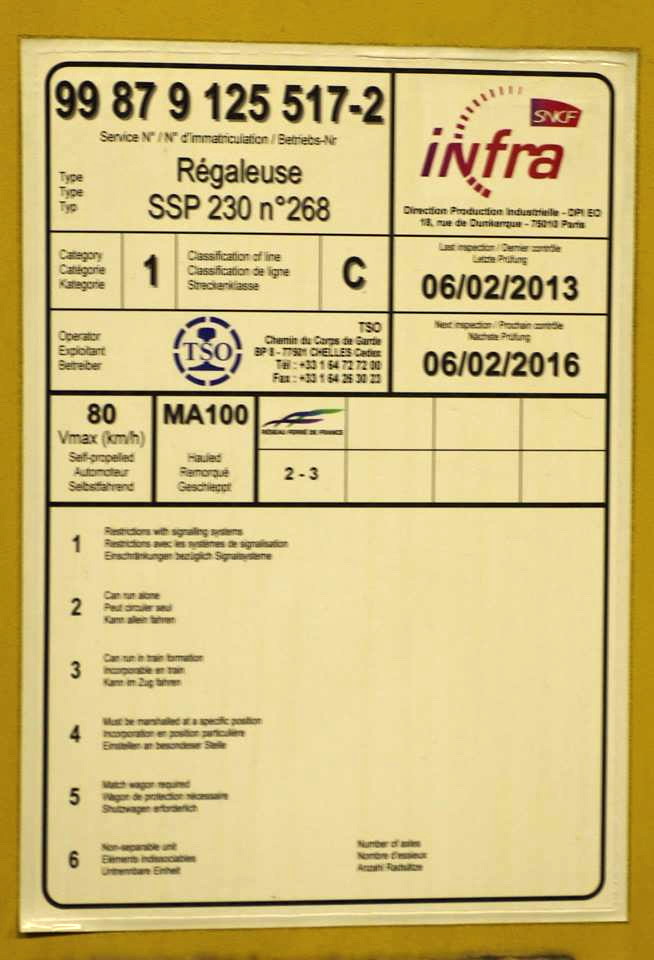 99 87 9 125 517-2
Service N° / N° d'immatriculation / Betriebs-Nr
Type
Type
Typ
Régaleuse
SSP 230 n°268
SNCF
iNfra
Direction Production Industrielle - DPI EO
18, rue de Dunkerque - 75010 Paris
Category
Catégorie
Kategorie
1
Classification of line
Classification de ligne
Streckenklasse
C
Last inspection / Dernier contrôle
Letzte Prüfung
06/02/2013
Operator
Exploitant
Betreiber
TSO
TSO
Chemin du Corps de Garde
BP 8 - 77501 CHELLES Cedex
Tél : +33 1 64 72 72 00
Fax : +33 1 64 26 30 23
Next inspection / Prochain contrôle
Nächste Prüfung
06/02/2016
80
Vmax (km/h)
Self-propelled
Automoteur
Selbstfahrend
MA100
Hauled
Remorqué
Geschleppt
RÉSEAU FERRÉ DE FRANCE
2 - 3
1
Restrictions with signalling systems
Restrictions avec les systèmes de signalisation
Einschränkungen bezüglich Signalsysteme
2
Can run alone
Peut circuler seul
Kann allein fahren
3
Can run in train formation
Incorporable en train
Kann im Zug fahren
4
Must be marshalled at a specific position
Incorporation en position particulière
Einstellen an besondeser Stelle
5
Match wagon required
Wagon de protection nécessaire
Shutzwagen erforderlich
6
Non-separable unit
Eléments indissociables
Untrennbare Einheit
Number of axles
Nombre d'essieux
Anzahl Radsätze